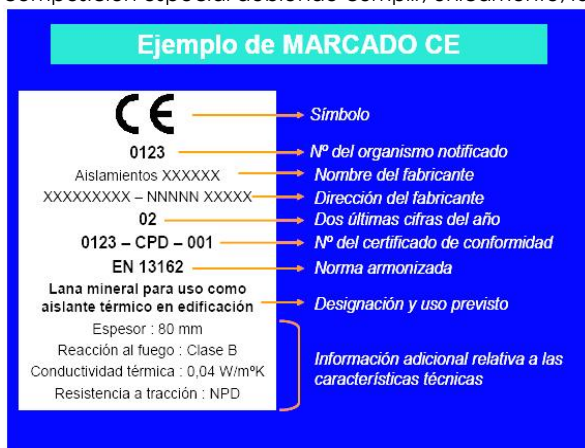 Ejemplo de MARCADO CE
CE
Símbolo
0123
Nº del organismo notificado
Aislamientos XXXXXX
Nombre del fabricante
XXXXXXXXX – NNNNN XXXXX
Dirección del fabricante
02
Dos últimas cifras del año
0123 – CPD – 001
Nº del certificado de conformidad
EN 13162
Norma armonizada
Lana mineral para uso como
aislante térmico en edificación
Designación y uso previsto
Espesor : 80 mm
Reacción al fuego : Clase B
Conductividad térmica : 0,04 W/mºK
Resistencia a tracción : NPD
Información adicional relativa a las
características técnicas